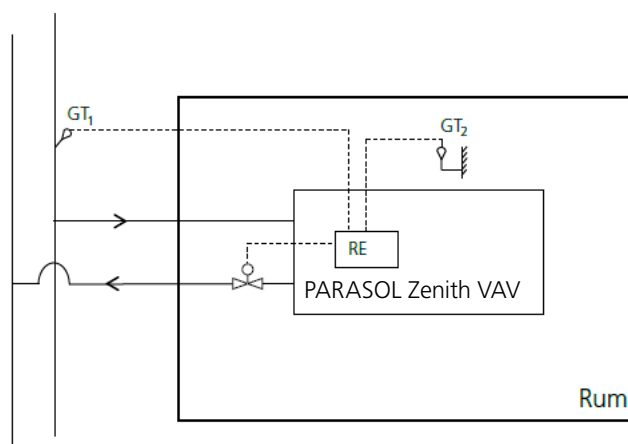 GT₁
GT₂
RE
PARASOL Zenith VAV
Rum